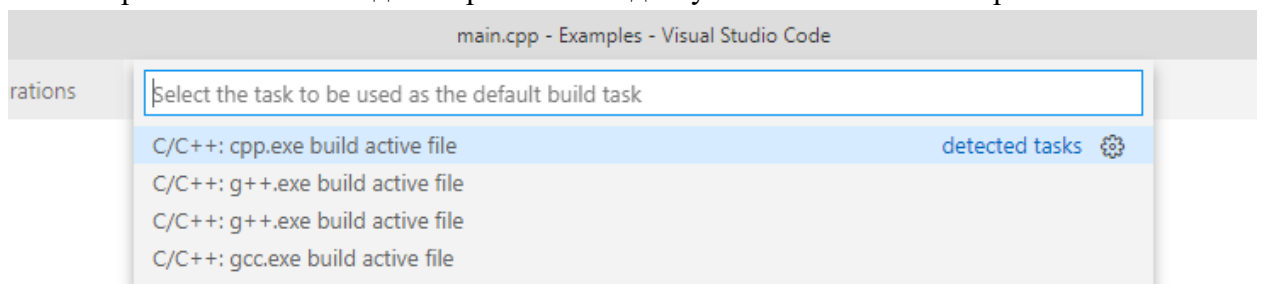 main.cpp - Examples - Visual Studio Code
rations
Select the task to be used as the default build task
C/C++: cpp.exe build active file detected tasks
C/C++: g++.exe build active file
C/C++: g++.exe build active file
C/C++: gcc.exe build active file